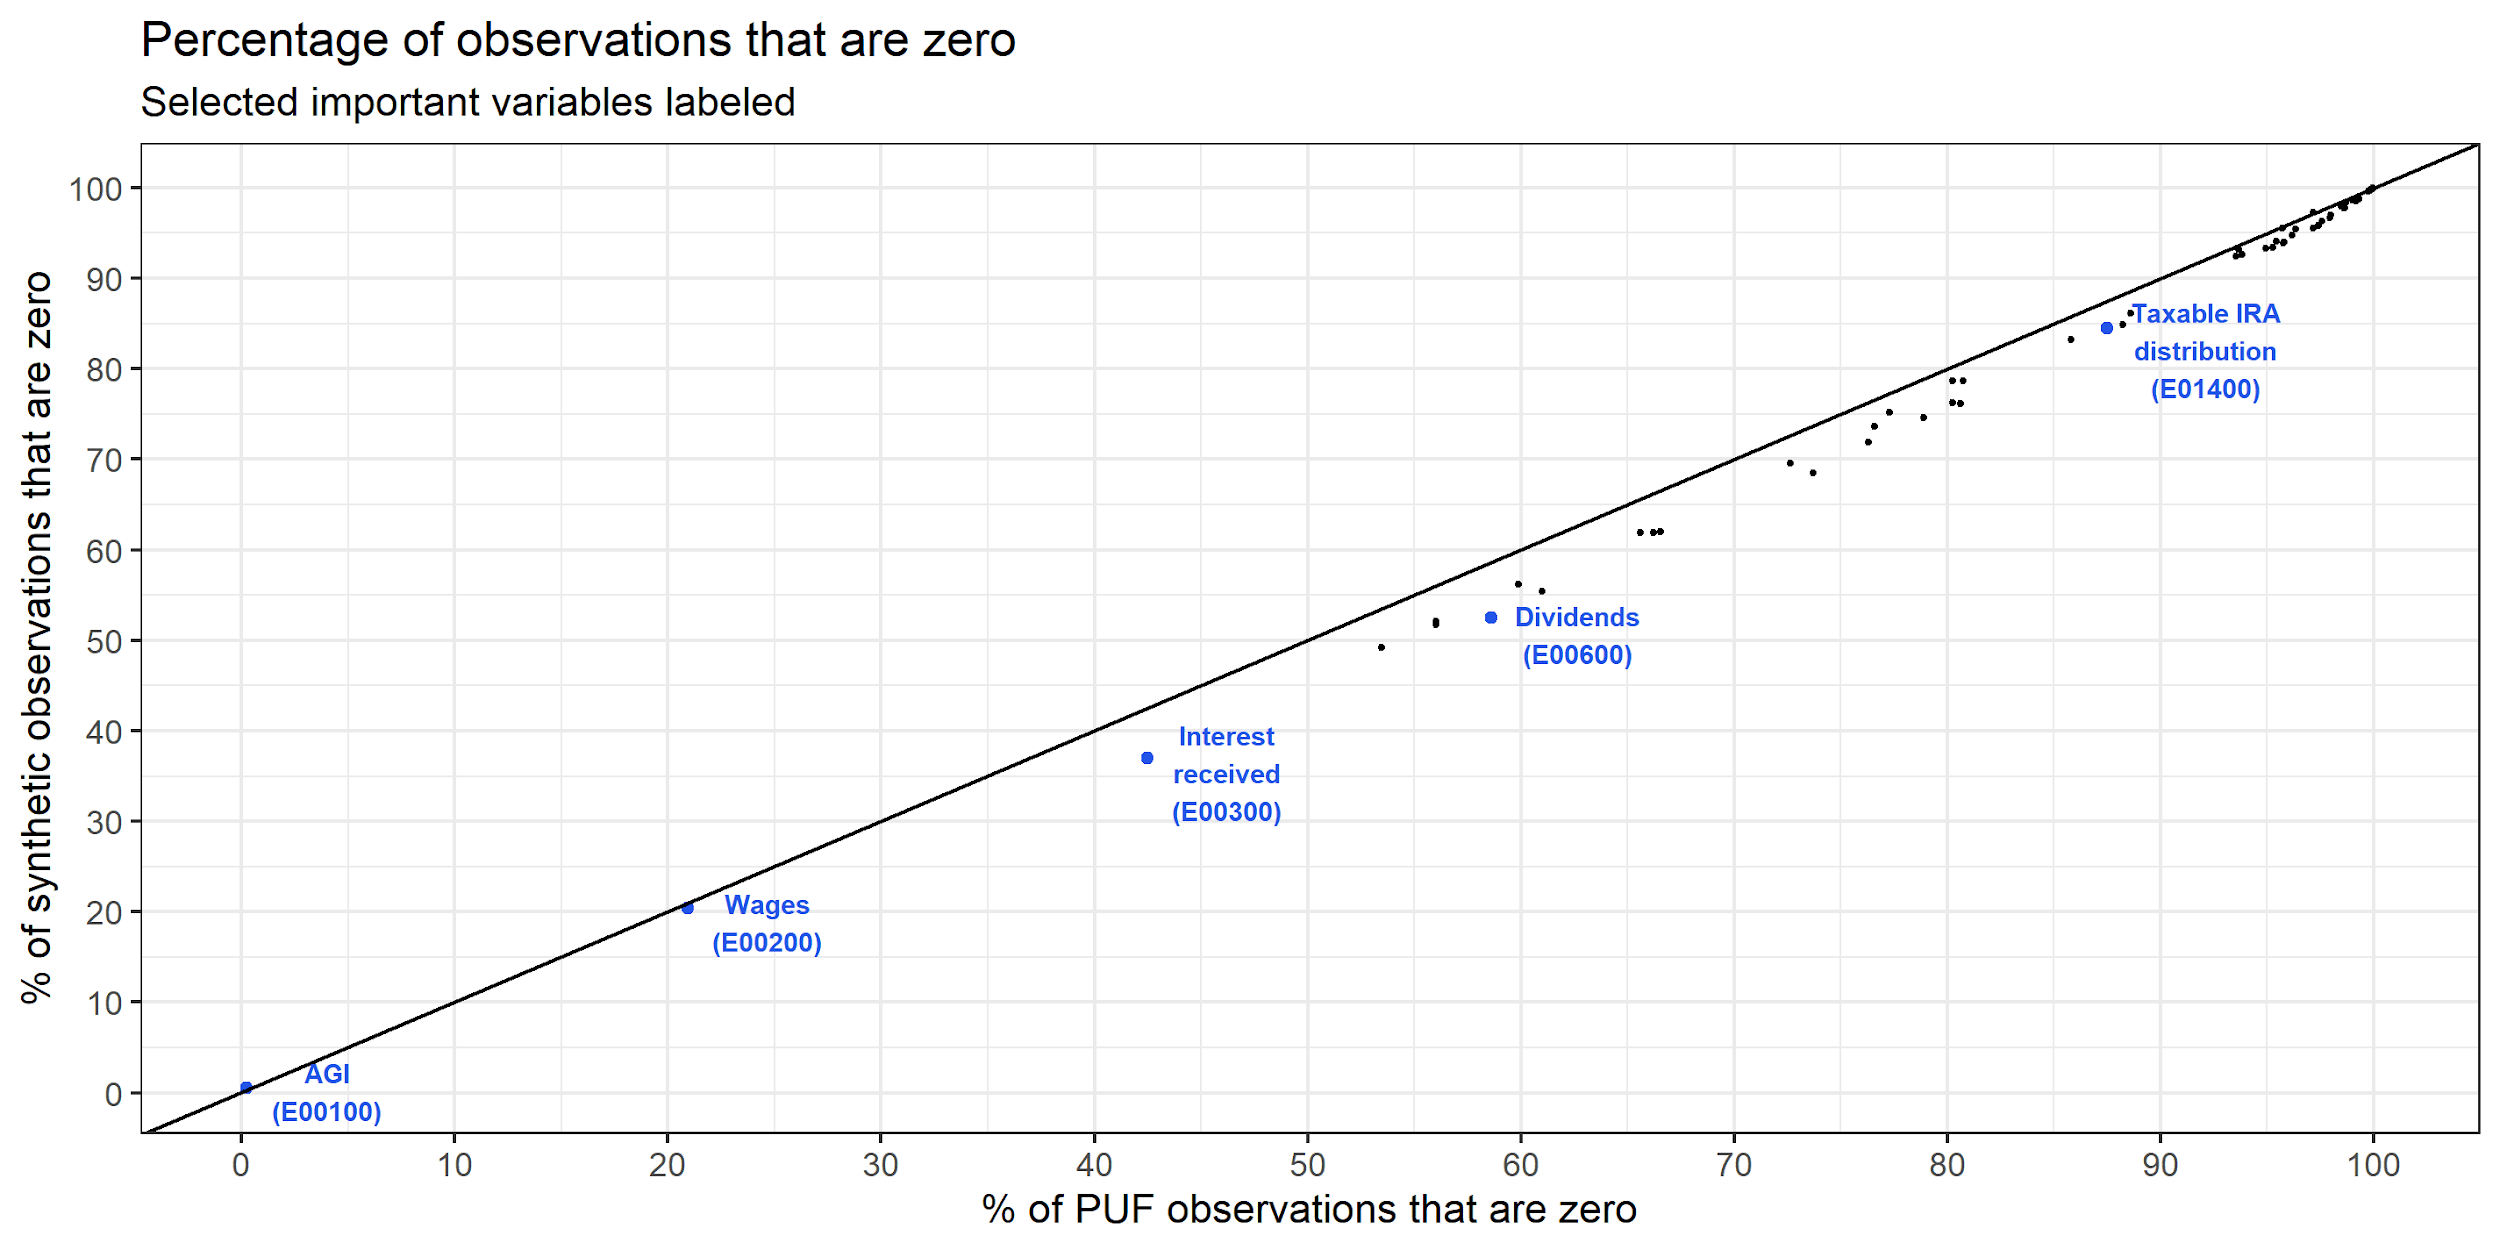 Percentage of observations that are zero
Selected important variables labeled
% of synthetic observations that are zero
100
90
80
70
60
50
40
30
20
10
0
Taxable IRA
distribution
(E01400)
Dividends
(E00600)
Interest
received
(E00300)
Wages
(E00200)
AGI
(E00100)
0
10
20
30
40
50
60
70
80
90
100
% of PUF observations that are zero